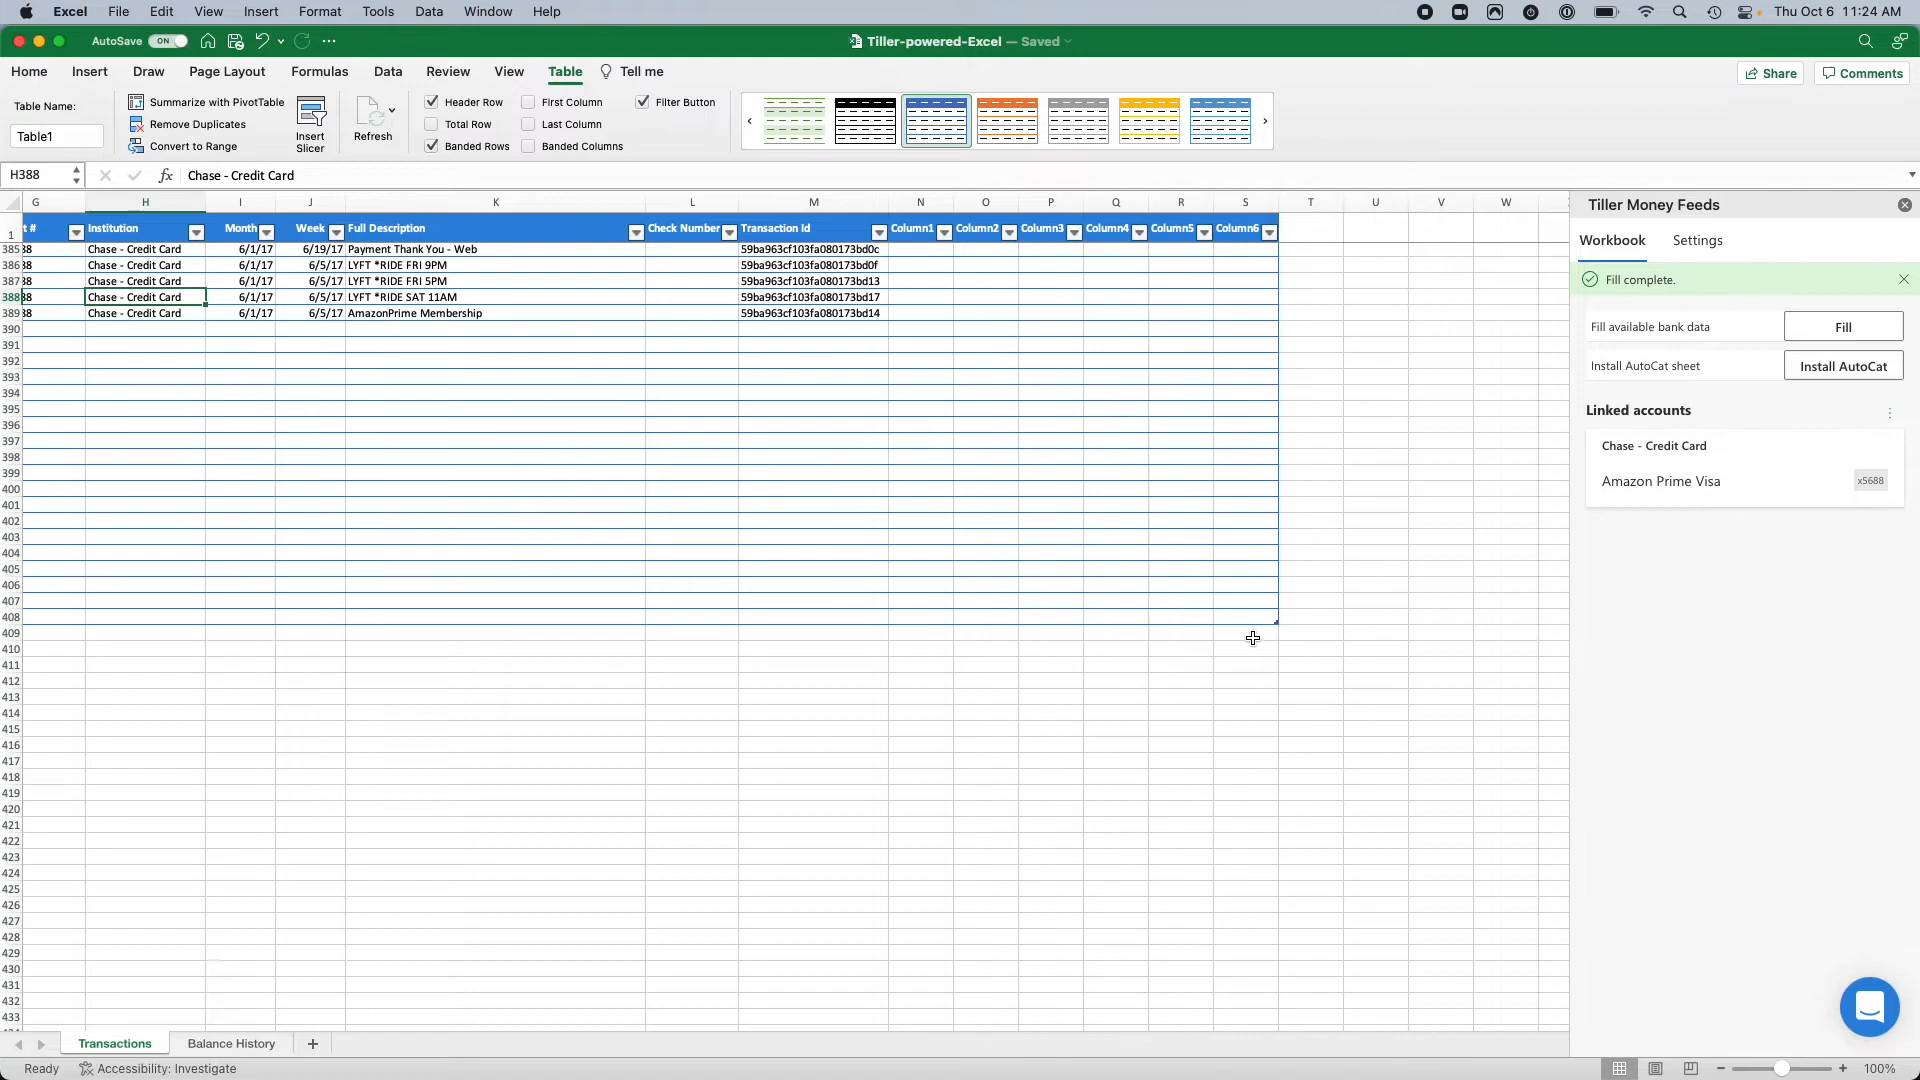 Excel File Edit View Insert Format Tools Data Window Help Thu Oct 6 11:24 AM
AutoSave ON Tiller-powered-Excel — Saved
Home Insert Draw Page Layout Formulas Data Review View Table Tell me Share Comments
Table Name:
Table1
Summarize with PivotTable
Remove Duplicates
Convert to Range
Insert
Slicer
Refresh
Header Row First Column Filter Button
Total Row Last Column
Banded Rows Banded Columns
H388 fx Chase - Credit Card
G H I J K L M N O P Q R S T U V W
1 t # Institution Month Week Full Description Check Number Transaction Id Column1 Column2 Column3 Column4 Column5 Column6
385 88 Chase - Credit Card 6/1/17 6/19/17 Payment Thank You - Web 59ba963cf103fa080173bd0c
386 88 Chase - Credit Card 6/1/17 6/5/17 LYFT *RIDE FRI 9PM 59ba963cf103fa080173bd0f
387 88 Chase - Credit Card 6/1/17 6/5/17 LYFT *RIDE FRI 5PM 59ba963cf103fa080173bd13
388 88 Chase - Credit Card 6/1/17 6/5/17 LYFT *RIDE SAT 11AM 59ba963cf103fa080173bd17
389 88 Chase - Credit Card 6/1/17 6/5/17 AmazonPrime Membership 59ba963cf103fa080173bd14
390
391
392
393
394
395
396
397
398
399
400
401
402
403
404
405
406
407
408
409
410
411
412
413
414
415
416
417
418
419
420
421
422
423
424
425
426
427
428
429
430
431
432
433
Tiller Money Feeds
Workbook Settings
Fill complete.
Fill available bank data Fill
Install AutoCat sheet Install AutoCat
Linked accounts
Chase - Credit Card
Amazon Prime Visa x5688
Transactions Balance History
Ready Accessibility: Investigate 100%